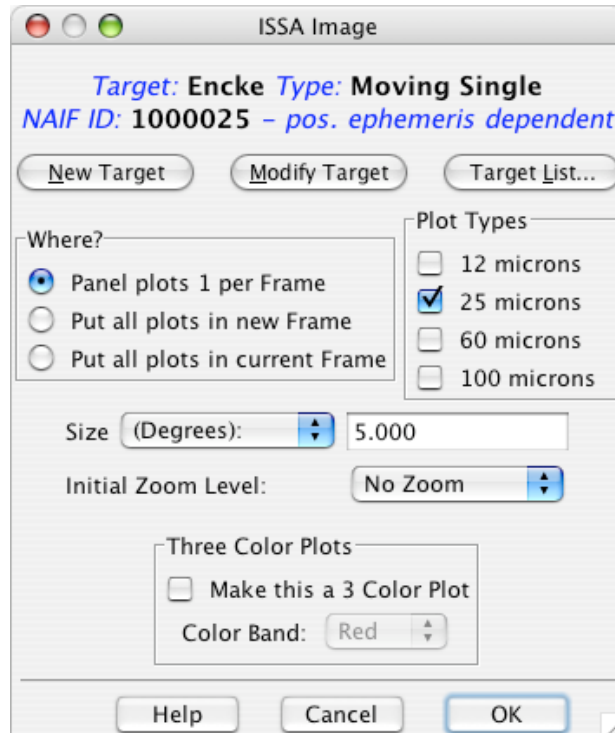 ISSA Image
Target: Encke Type: Moving Single
NAIF ID: 1000025 – pos. ephemeris dependent
New Target Modify Target Target List...
Where?
Panel plots 1 per Frame
Put all plots in new Frame
Put all plots in current Frame
Plot Types
12 microns
25 microns
60 microns
100 microns
Size (Degrees): 5.000
Initial Zoom Level: No Zoom
Three Color Plots
Make this a 3 Color Plot
Color Band: Red
Help Cancel OK